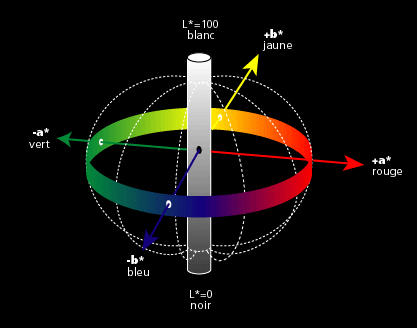 L*=100
blanc
+b*
jaune
-a*
vert
+a*
rouge
-b*
bleu
L*=0
noir